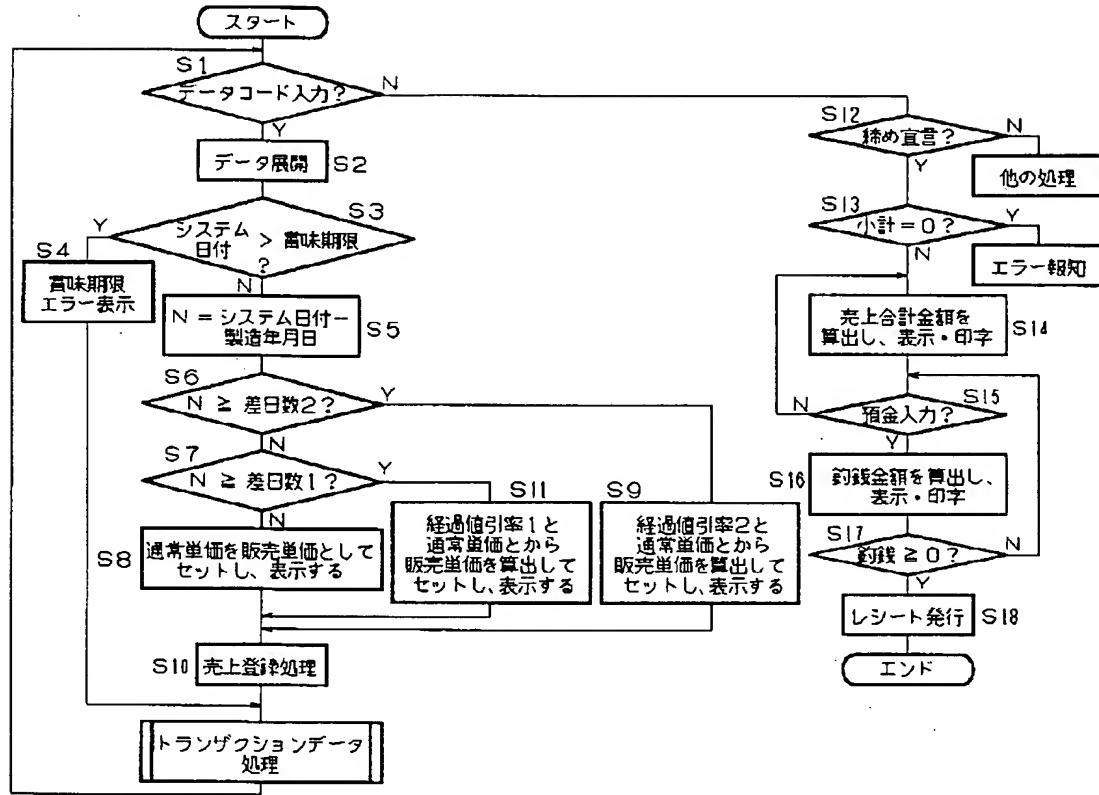 スタート
S1
データコード入力?
N
Y
データ展開
S2
S3
システム
日付
> 賞味期限
?
Y
N
S4
賞味期限
エラー表示
N=システム日付−
製造年月日
S5
S6
N ≧ 差日数2?
Y
N
S7
N ≧ 差日数1?
Y
N
S8
通常単価を販売単価として
セットし、表示する
S11
経過値引率1と
通常単価とから
販売単価を算出して
セットし、表示する
S9
経過値引率2と
通常単価とから
販売単価を算出して
セットし、表示する
S10
売上登録処理
トランザクションデータ
処理
S12
締め宣言?
N
Y
他の処理
S13
小計=0?
Y
N
エラー報知
売上合計金額を
算出し、表示・印字
S14
S15
預金入力?
N
Y
S16
釣銭金額を算出し、
表示・印字
S17
釣銭≧0?
N
Y
レシート発行
S18
エンド